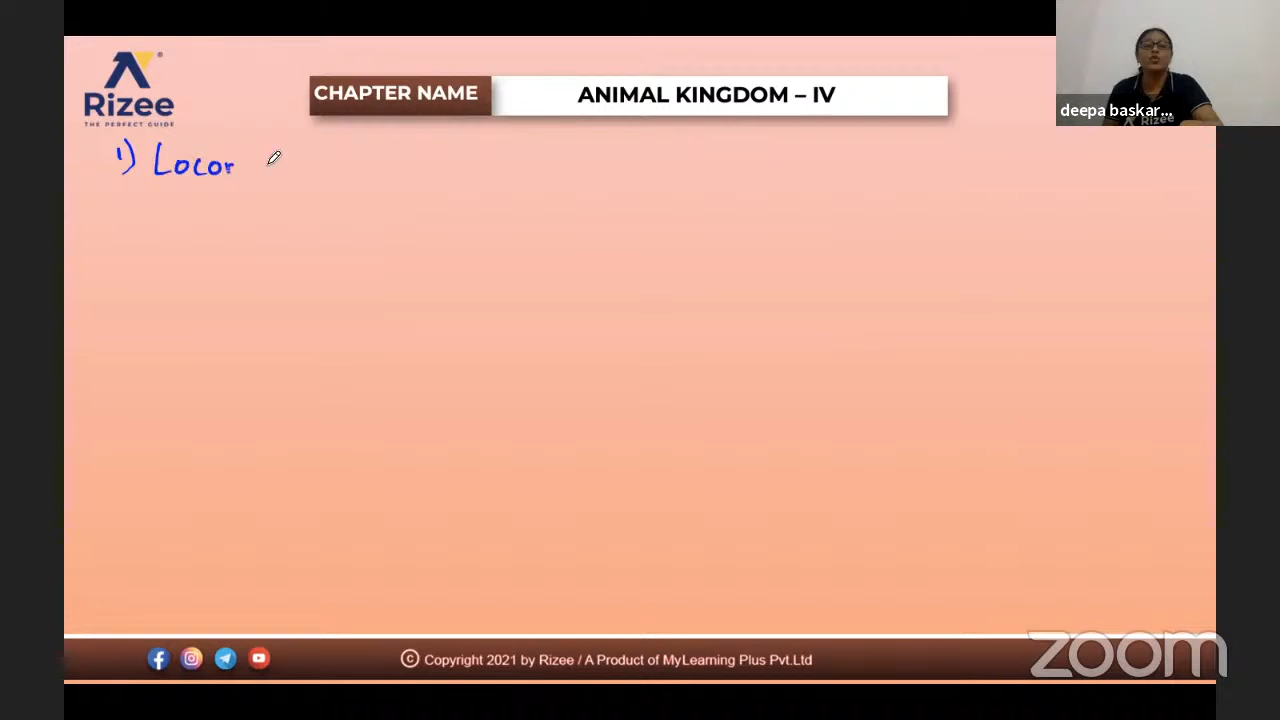 Rizee
THE PERFECT GUIDE
CHAPTER NAME
ANIMAL KINGDOM – IV
deepa baskar...
Rizee
1) Locor
© Copyright 2021 by Rizee / A Product of MyLearning Plus Pvt.Ltd
zoom